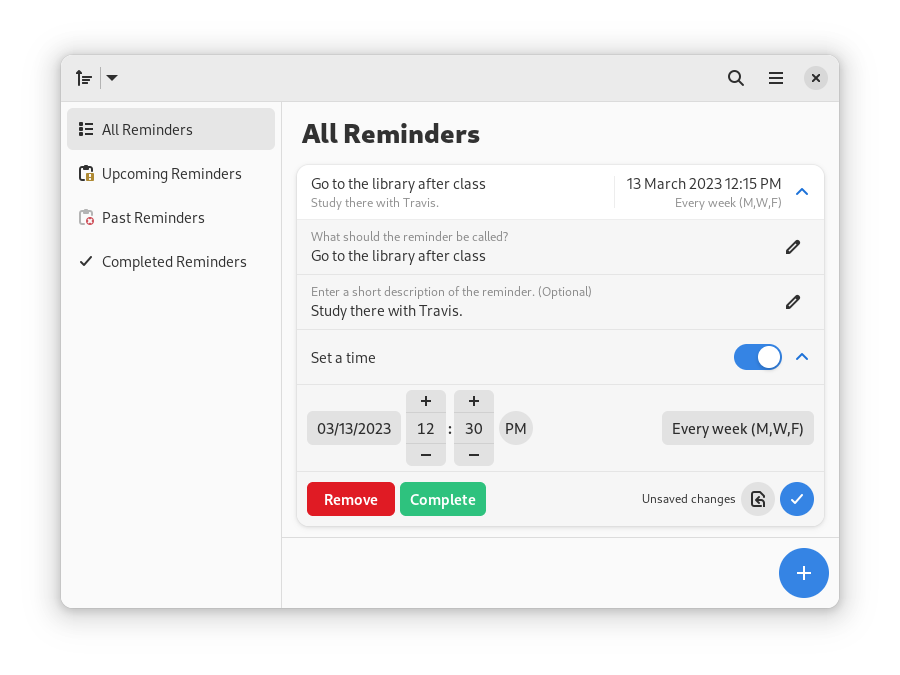 All Reminders
Upcoming Reminders
Past Reminders
Completed Reminders
All Reminders
Go to the library after class
Study there with Travis.
13 March 2023 12:15 PM
Every week (M,W,F)
What should the reminder be called?
Go to the library after class
Enter a short description of the reminder. (Optional)
Study there with Travis.
Set a time
03/13/2023 12 : 30 PM Every week (M,W,F)
Remove Complete Unsaved changes